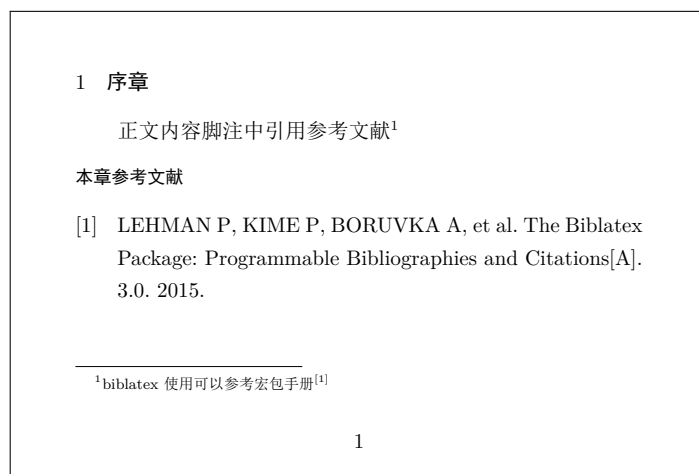 1 序章
正文内容脚注中引用参考文献1
本章参考文献
[1] LEHMAN P, KIME P, BORUVKA A, et al. The Biblatex
Package: Programmable Bibliographies and Citations[A].
3.0. 2015.
1biblatex 使用可以参考宏包手册[1]
1